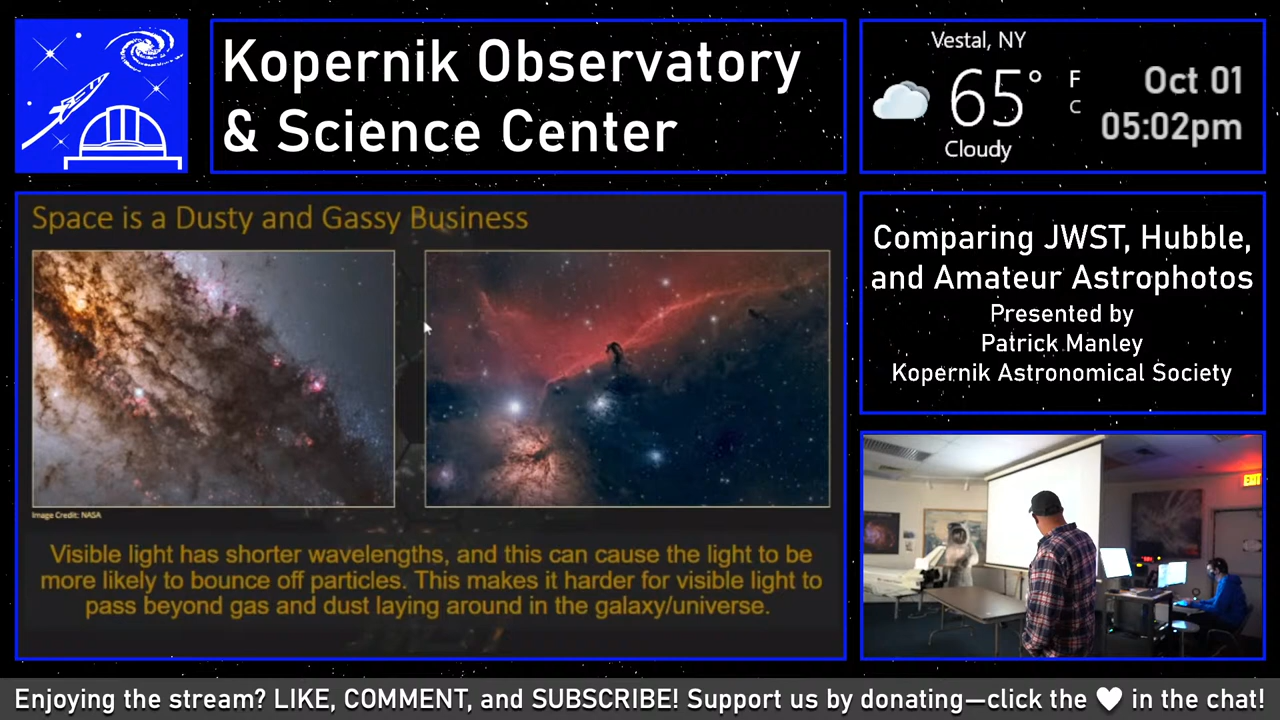 Kopernik Observatory
& Science Center
Vestal, NY
65° F
C
Cloudy
Oct 01
05:02pm
Space is a Dusty and Gassy Business
Image Credit: NASA
Visible light has shorter wavelengths, and this can cause the light to be
more likely to bounce off particles. This makes it harder for visible light to
pass beyond gas and dust laying around in the galaxy/universe.
Comparing JWST, Hubble,
and Amateur Astrophotos
Presented by
Patrick Manley
Kopernik Astronomical Society
EXIT
Enjoying the stream? LIKE, COMMENT, and SUBSCRIBE! Support us by donating—click the ♥ in the chat!